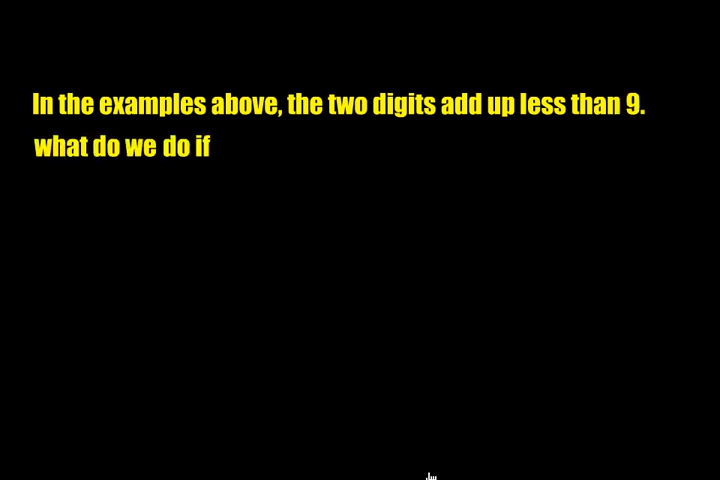 In the examples above, the two digits add up less than 9.
what do we do if